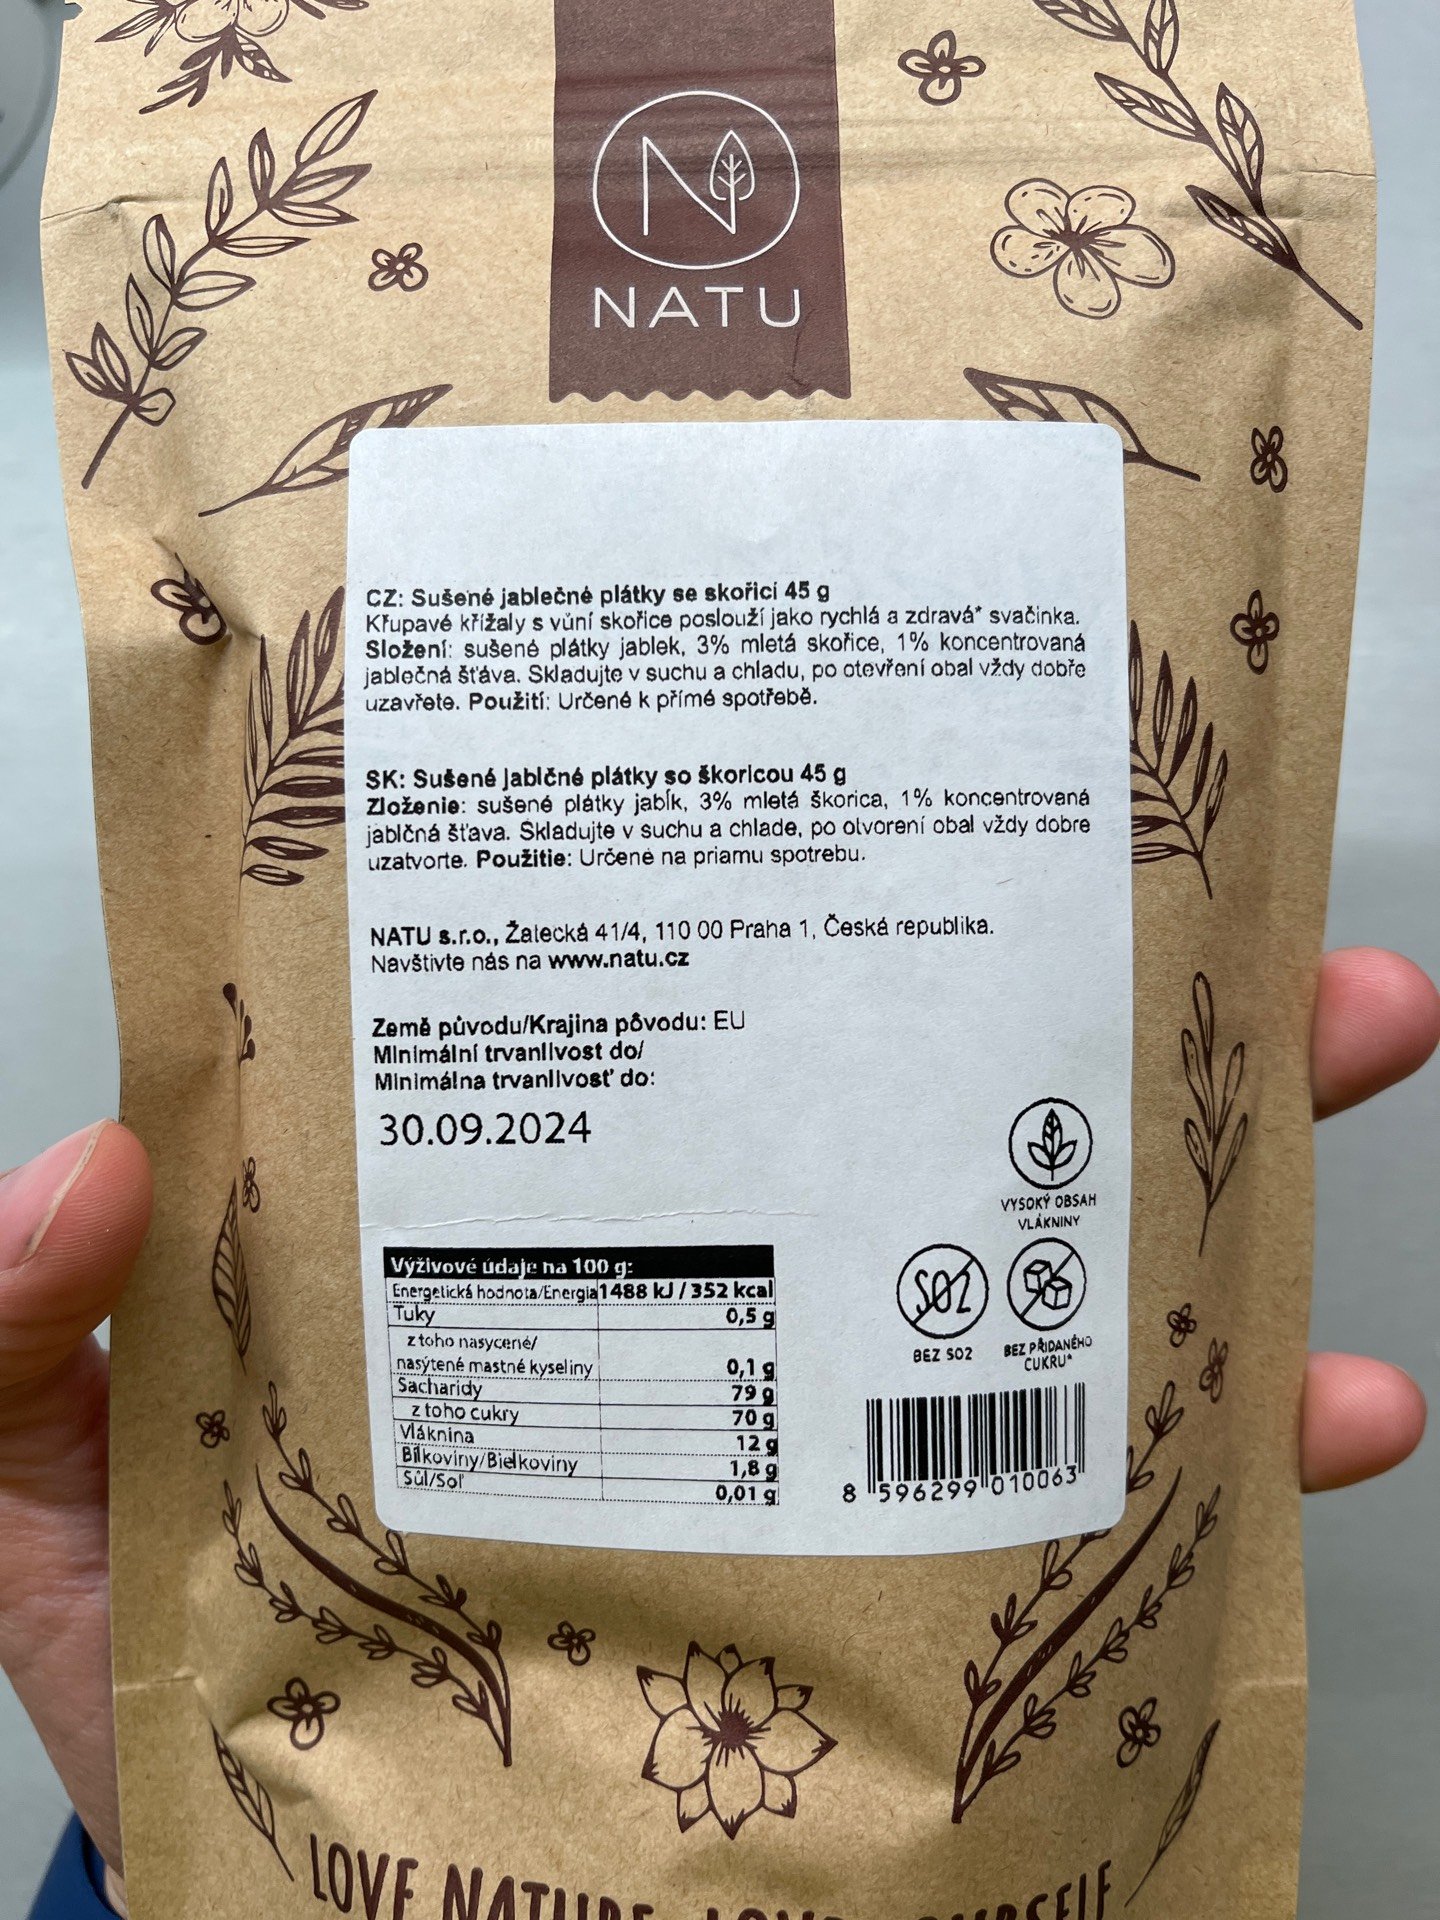 NATU
CZ: Sušené jablečné plátky se skořicí 45 g
Křupavé křížaly s vůní skořice poslouží jako rychlá a zdravá* svačinka.
Složení: sušené plátky jablek, 3% mletá skořice, 1% koncentrovaná
jablečná šťáva. Skladujte v suchu a chladu, po otevření obal vždy dobře
uzavřete. Použití: Určené k přímé spotřebě.
SK: Sušené jablčné plátky so škoricou 45 g
Zloženie: sušené plátky jabĺk, 3% mletá škorica, 1% koncentrovaná
jablčná šťava. Skladujte v suchu a chlade, po otvorení obal vždy dobre
uzatvorte. Použitie: Určené na priamu spotrebu.
NATU s.r.o., Žatecká 41/4, 110 00 Praha 1, Česká republika.
Navštivte nás na www.natu.cz
Země původu/Krajina pôvodu: EU
Minimální trvanlivost do/
Minimálna trvanlivosť do:
30.09.2024
VYSOKÝ OBSAH
VLÁKNINY
Výživové údaje na 100 g:
Energetická hodnota/Energia 1488 kJ / 352 kcal
Tuky 0,5 g
z toho nasycené/
nasýtené mastné kyseliny 0,1 g
Sacharidy 79 g
z toho cukry 70 g
Vláknina 12 g
Bílkoviny/Bielkoviny 1,8 g
Sůl/Soľ 0,01 g
SO2
BEZ SO2
BEZ PŘIDANÉHO
CUKRU*
8 596299 010063
LOVE NATURE